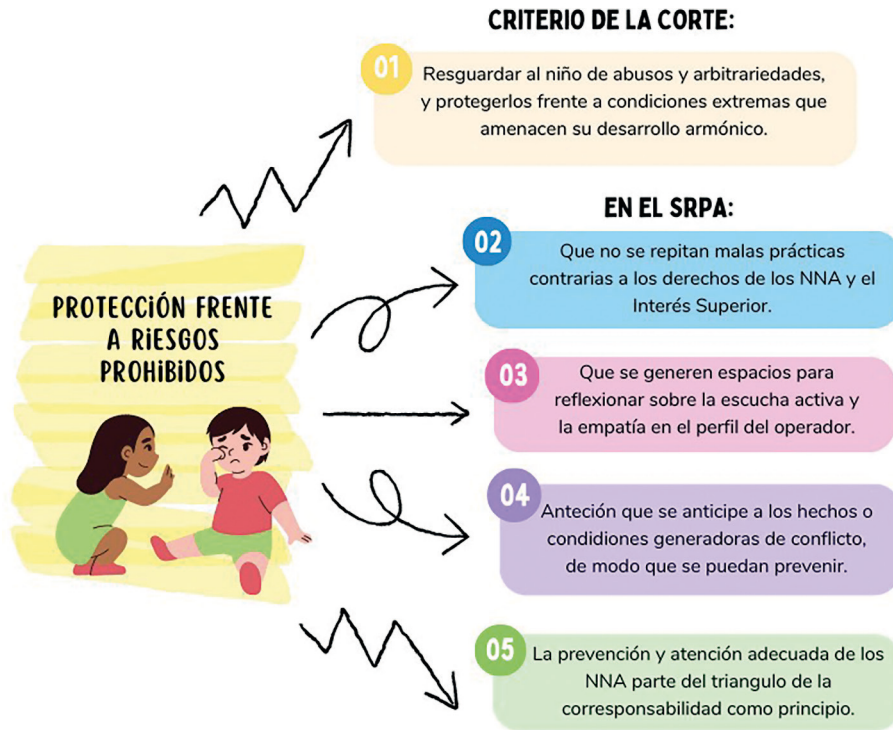 CRITERIO DE LA CORTE:
01
Resguardar al niño de abusos y arbitrariedades,
y protegerlos frente a condiciones extremas que
amenacen su desarrollo armónico.
EN EL SRPA:
02
Que no se repitan malas prácticas
contrarias a los derechos de los NNA y el
Interés Superior.
PROTECCIÓN FRENTE
A RIESGOS
PROHIBIDOS
03
Que se generen espacios para
reflexionar sobre la escucha activa y
la empatía en el perfil del operador.
04
Anteción que se anticipe a los hechos o
condidiones generadoras de conflicto,
de modo que se puedan prevenir.
05
La prevención y atención adecuada de los
NNA parte del triangulo de la
corresponsabilidad como principio.